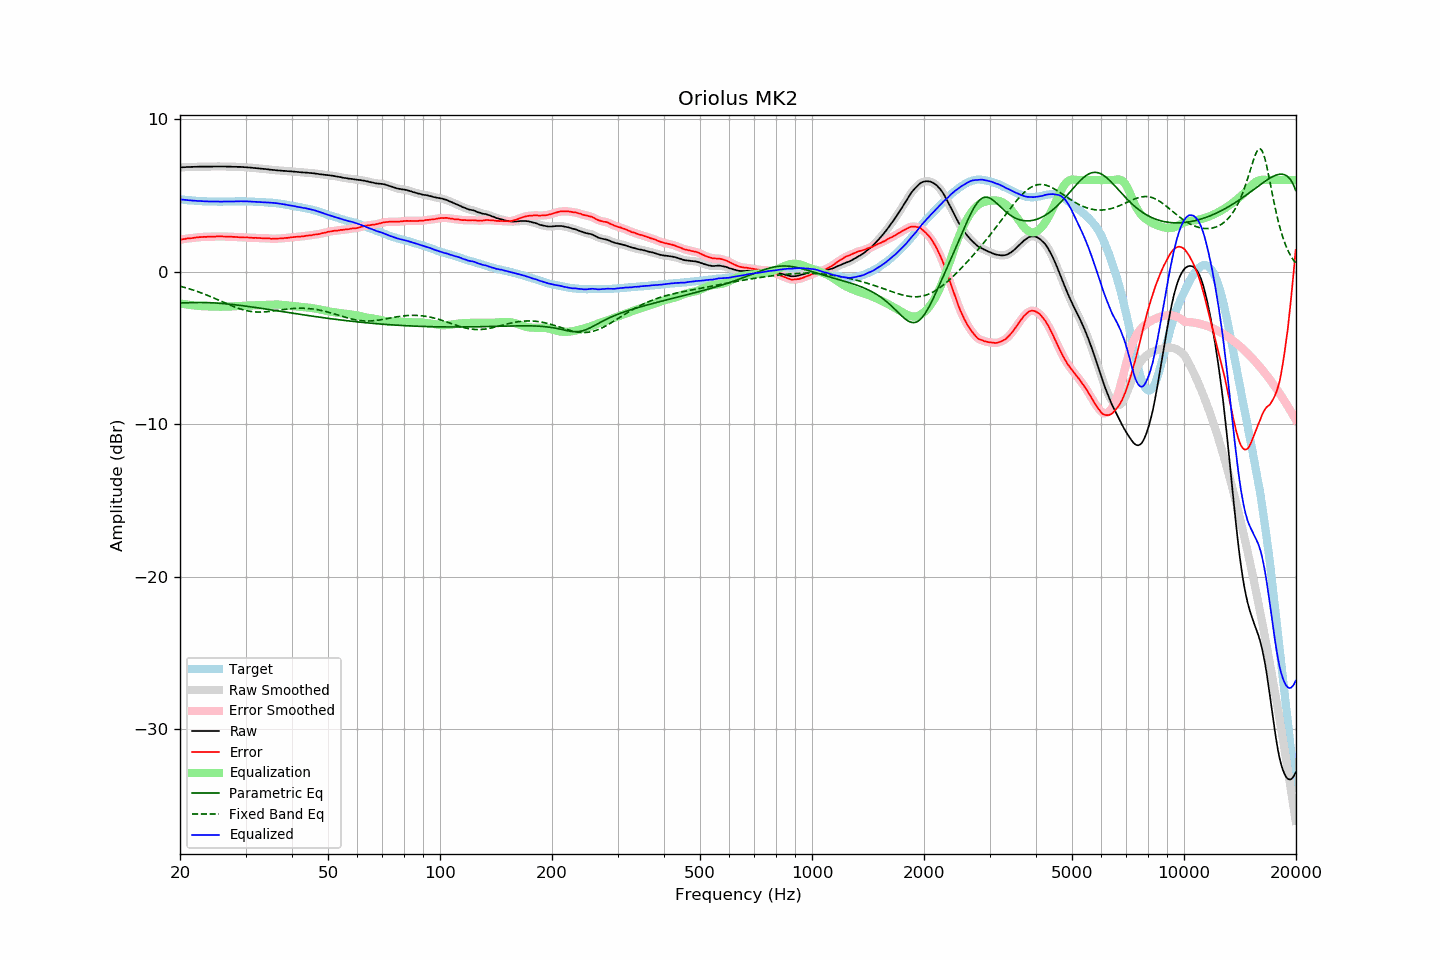 Oriolus MK2
10
0
−10
−20
−30
Amplitude (dBr)
Target
Raw Smoothed
Error Smoothed
Raw
Error
Equalization
Parametric Eq
Fixed Band Eq
Equalized
20 50 100 200 500 1000 2000 5000 10000 20000
Frequency (Hz)